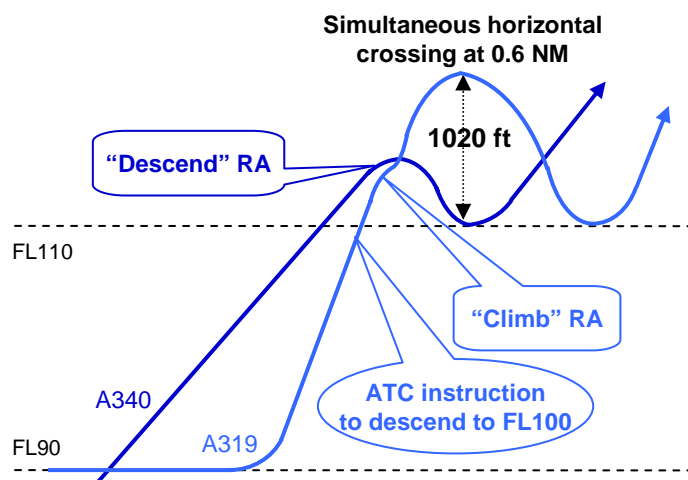 Simultaneous horizontal
crossing at 0.6 NM
1020 ft
“Descend” RA
FL110
“Climb” RA
ATC instruction
to descend to FL100
A340
A319
FL90